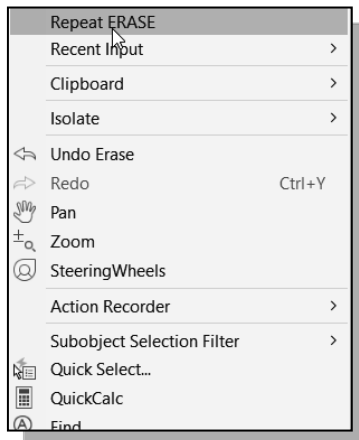 Repeat ERASE
Recent Input >
Clipboard >
Isolate >
Undo Erase
Redo Ctrl+Y
Pan
Zoom
SteeringWheels
Action Recorder >
Subobject Selection Filter >
Quick Select...
QuickCalc
Find